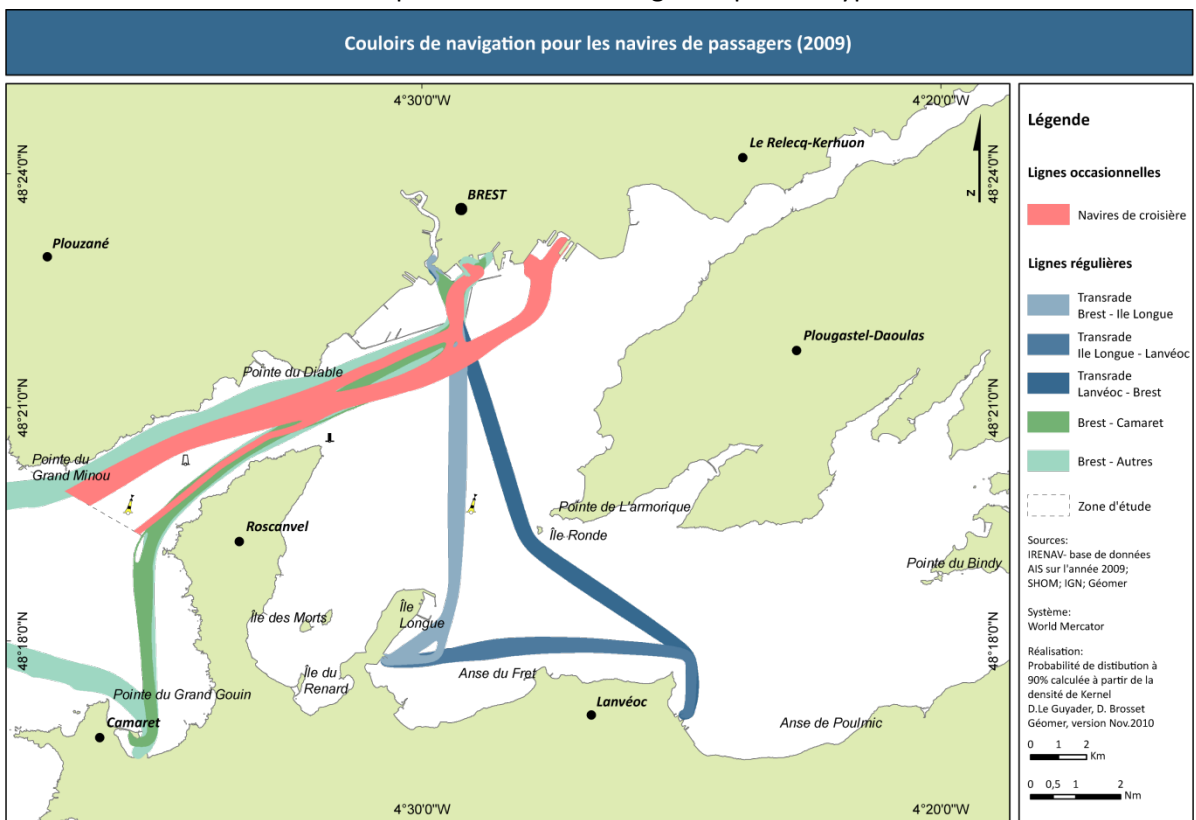 Couloirs de navigation pour les navires de passagers (2009)
4°30'0"W
4°20'0"W
48°24'0"N
48°24'0"N
Le Relecq-Kerhuon
BREST
Plouzané
Plougastel-Daoulas
Pointe du Diable
48°21'0"N
48°21'0"N
Pointe du
Grand Minou
Pointe de L'armorique
Roscanvel
Île Ronde
Pointe du Bindy
Île des Morts
Île
Longue
48°18'0"N
48°18'0"N
Île du
Renard
Anse du Fret
Pointe du Grand Gouin
Lanvéoc
Camaret
Anse de Poulmic
4°30'0"W
4°20'0"W
N
Légende
Lignes occasionnelles
Navires de croisière
Lignes régulières
Transrade
Brest - Ile Longue
Transrade
Ile Longue - Lanvéoc
Transrade
Lanvéoc - Brest
Brest - Camaret
Brest - Autres
Zone d'étude
Sources:
IRENAV- base de données
AIS sur l'année 2009;
SHOM; IGN; Géomer
Système:
World Mercator
Réalisation:
Probabilité de distribution à
90% calculée à partir de la
densité de Kernel
D.Le Guyader, D. Brosset
Géomer, version Nov.2010
0 1 2
Km
0 0,5 1 2
Nm